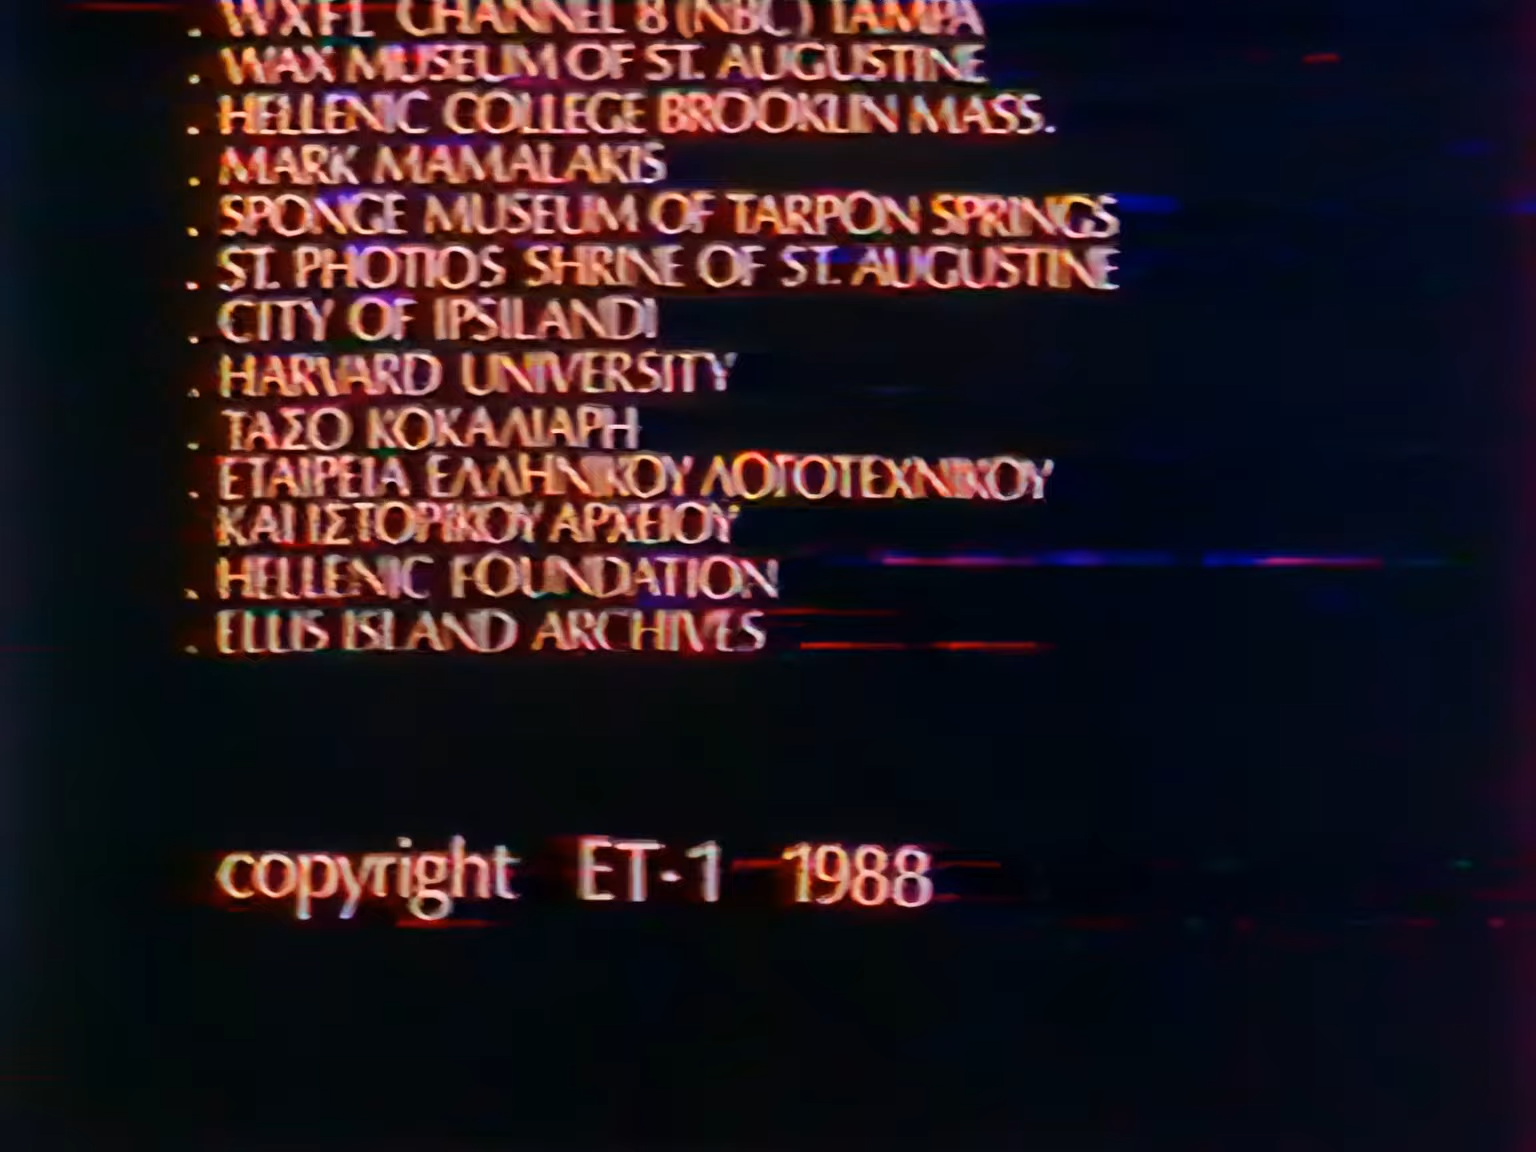 . WXFL CHANNEL 8 (NBC) TAMPA
. WAX MUSEUM OF ST. AUGUSTINE
. HELLENIC COLLEGE BROOKLIN MASS.
. MARK MAMALAKIS
. SPONGE MUSEUM OF TARPON SPRINGS
. ST. PHOTIOS SHRINE OF ST. AUGUSTINE
. CITY OF IPSILANDI
. HARVARD UNIVERSITY
. ΤΑΣΟ ΚΟΚΑΛΙΑΡΗ
. ΕΤΑΙΡΕΙΑ ΕΛΛΗΝΙΚΟΥ ΛΟΓΟΤΕΧΝΙΚΟΥ
ΚΑΙ ΙΣΤΟΡΙΚΟΥ ΑΡΧΕΙΟΥ
. HELLENIC FOUNDATION
. ELLIS ISLAND ARCHIVES
copyright ET-1 1988